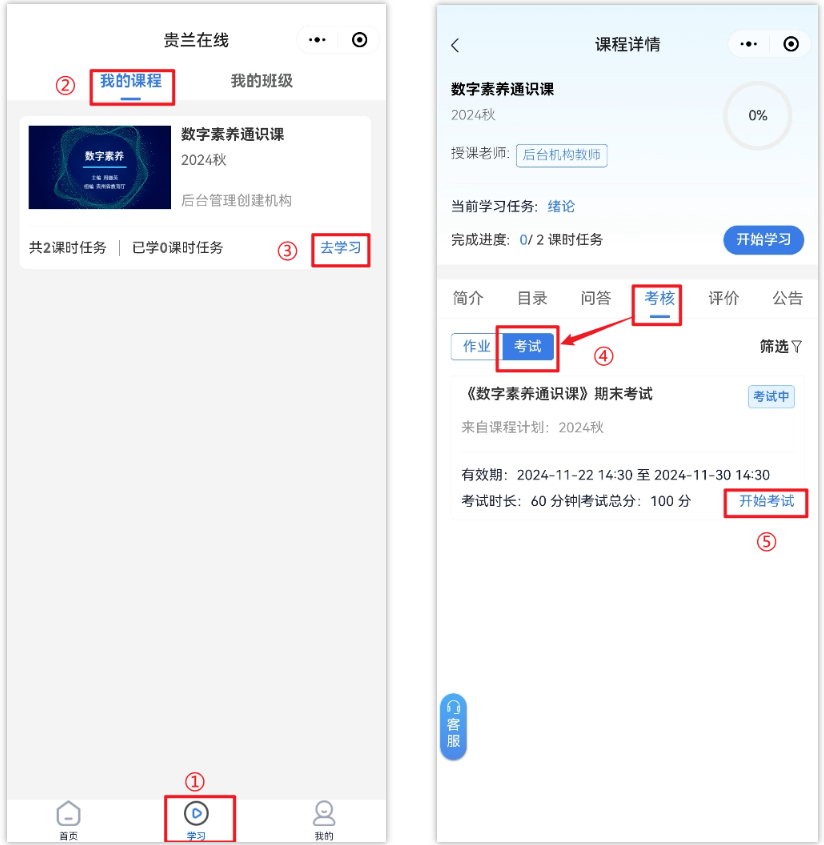 贵兰在线
② 我的课程 我的班级
数字素养通识课
2024秋
后台管理创建机构
数字素养
共2课时任务 | 已学0课时任务 ③ 去学习
①
首页 学习 我的
课程详情
数字素养通识课
2024秋
0%
授课老师: 后台机构教师
当前学习任务: 绪论
完成进度: 0/ 2 课时任务 开始学习
简介 目录 问答 考核 评价 公告
作业 考试 ④ 筛选
《数字素养通识课》期末考试 考试中
来自课程计划: 2024秋
有效期: 2024-11-22 14:30 至 2024-11-30 14:30
考试时长: 60 分钟|考试总分: 100 分 开始考试
⑤
客服